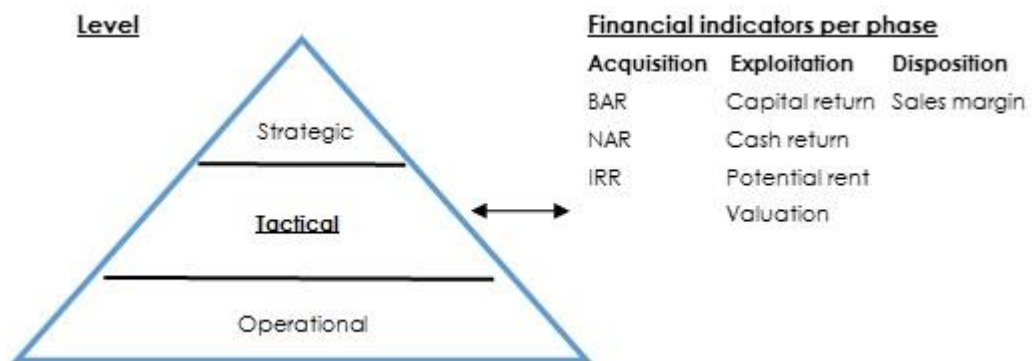 Level
Strategic
Tactical
Operational
Financial indicators per phase
Acquisition Exploitation Disposition
BAR Capital return Sales margin
NAR Cash return
IRR Potential rent
Valuation